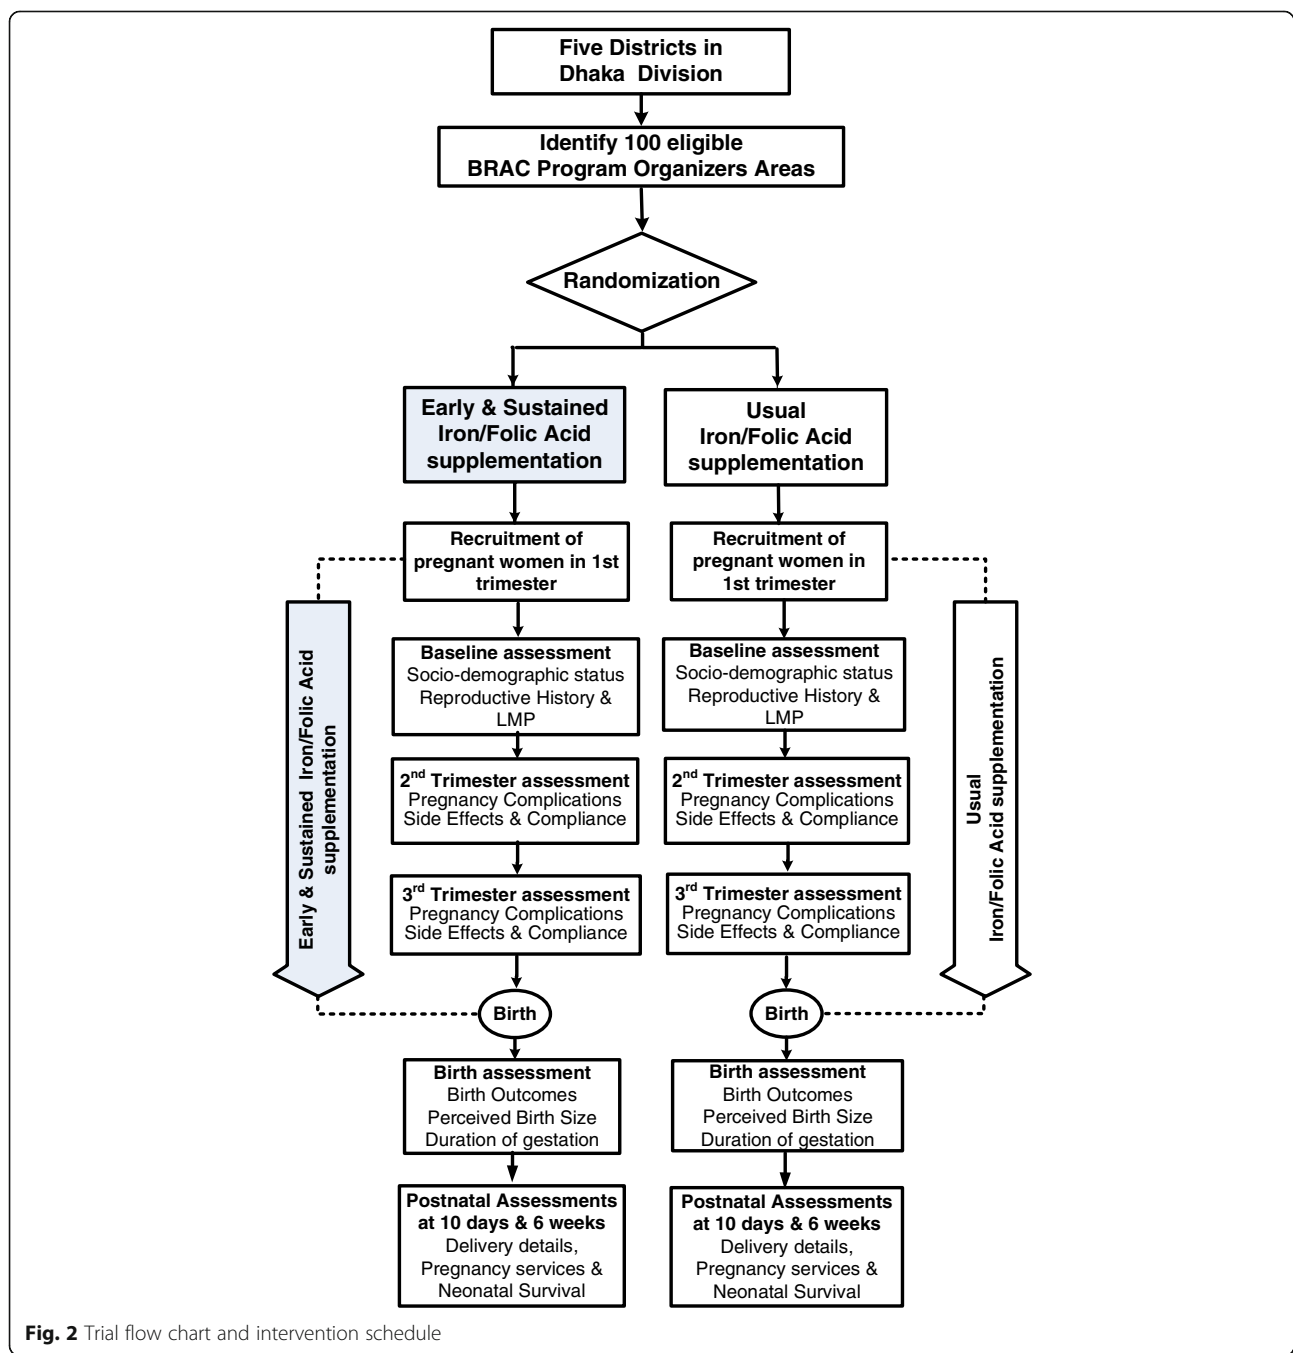 Five Districts in
Dhaka Division
Identify 100 eligible
BRAC Program Organizers Areas
Randomization
Early & Sustained
Iron/Folic Acid
supplementation
Usual
Iron/Folic Acid
supplementation
Recruitment of
pregnant women in 1st
trimester
Recruitment of
pregnant women in
1st trimester
Early & Sustained Iron/Folic Acid
supplementation
Usual
Iron/Folic Acid supplementation
Baseline assessment
Socio-demographic status
Reproductive History &
LMP
Baseline assessment
Socio-demographic status
Reproductive History &
LMP
2nd Trimester assessment
Pregnancy Complications
Side Effects & Compliance
2nd Trimester assessment
Pregnancy Complications
Side Effects & Compliance
3rd Trimester assessment
Pregnancy Complications
Side Effects & Compliance
3rd Trimester assessment
Pregnancy Complications
Side Effects & Compliance
Birth
Birth
Birth assessment
Birth Outcomes
Perceived Birth Size
Duration of gestation
Birth assessment
Birth Outcomes
Perceived Birth Size
Duration of gestation
Postnatal Assessments
at 10 days & 6 weeks
Delivery details,
Pregnancy services &
Neonatal Survival
Postnatal Assessments
at 10 days & 6 weeks
Delivery details,
Pregnancy services &
Neonatal Survival
Fig. 2 Trial flow chart and intervention schedule